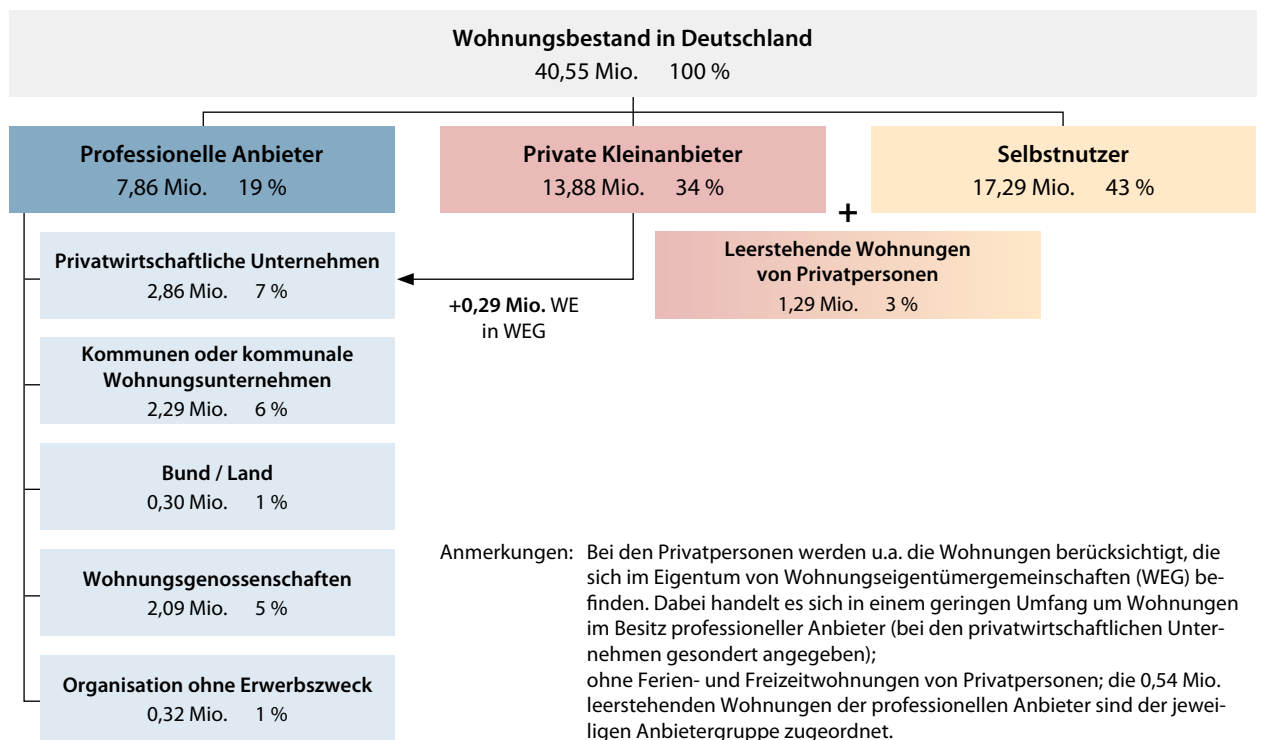 Wohnungsbestand in Deutschland
40,55 Mio. 100 %
Professionelle Anbieter
7,86 Mio. 19 %
Private Kleinanbieter
13,88 Mio. 34 %
Selbstnutzer
17,29 Mio. 43 %
+
Leerstehende Wohnungen
von Privatpersonen
1,29 Mio. 3 %
Privatwirtschaftliche Unternehmen
2,86 Mio. 7 %
+0,29 Mio. WE
in WEG
Kommunen oder kommunale
Wohnungsunternehmen
2,29 Mio. 6 %
Bund / Land
0,30 Mio. 1 %
Wohnungsgenossenschaften
2,09 Mio. 5 %
Organisation ohne Erwerbszweck
0,32 Mio. 1 %
Anmerkungen: Bei den Privatpersonen werden u.a. die Wohnungen berücksichtigt, die
sich im Eigentum von Wohnungseigentümergemeinschaften (WEG) be-
finden. Dabei handelt es sich in einem geringen Umfang um Wohnungen
im Besitz professioneller Anbieter (bei den privatwirtschaftlichen Unter-
nehmen gesondert angegeben);
ohne Ferien- und Freizeitwohnungen von Privatpersonen; die 0,54 Mio.
leerstehenden Wohnungen der professionellen Anbieter sind der jewei-
ligen Anbietergruppe zugeordnet.